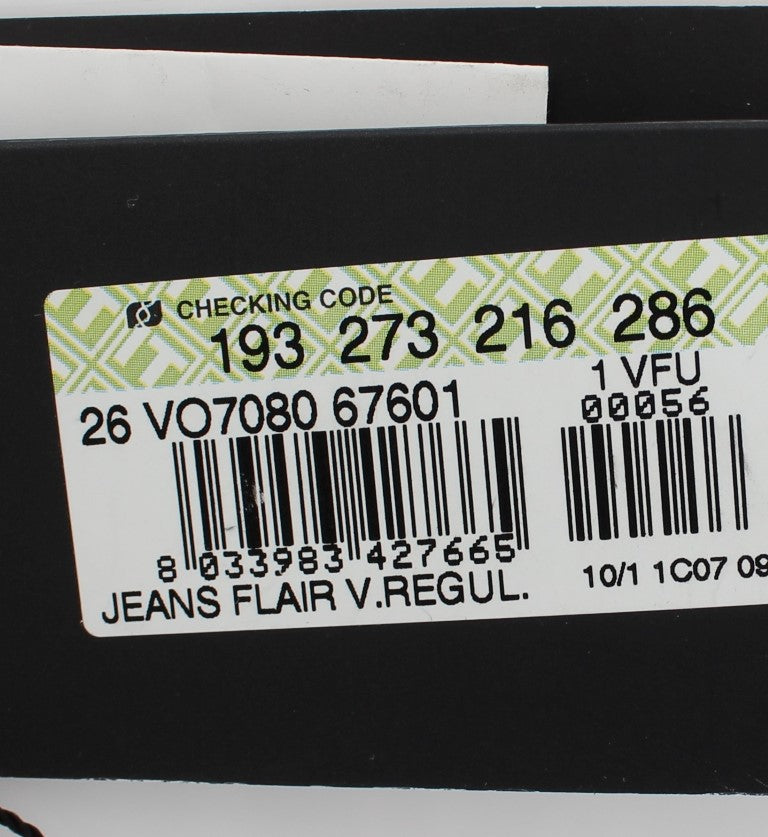 CHECKING CODE
193 273 216 286
26 VO7080 67601
1 VFU
00056
8 033983 427665
JEANS FLAIR V.REGUL.
10/1 1C07 09